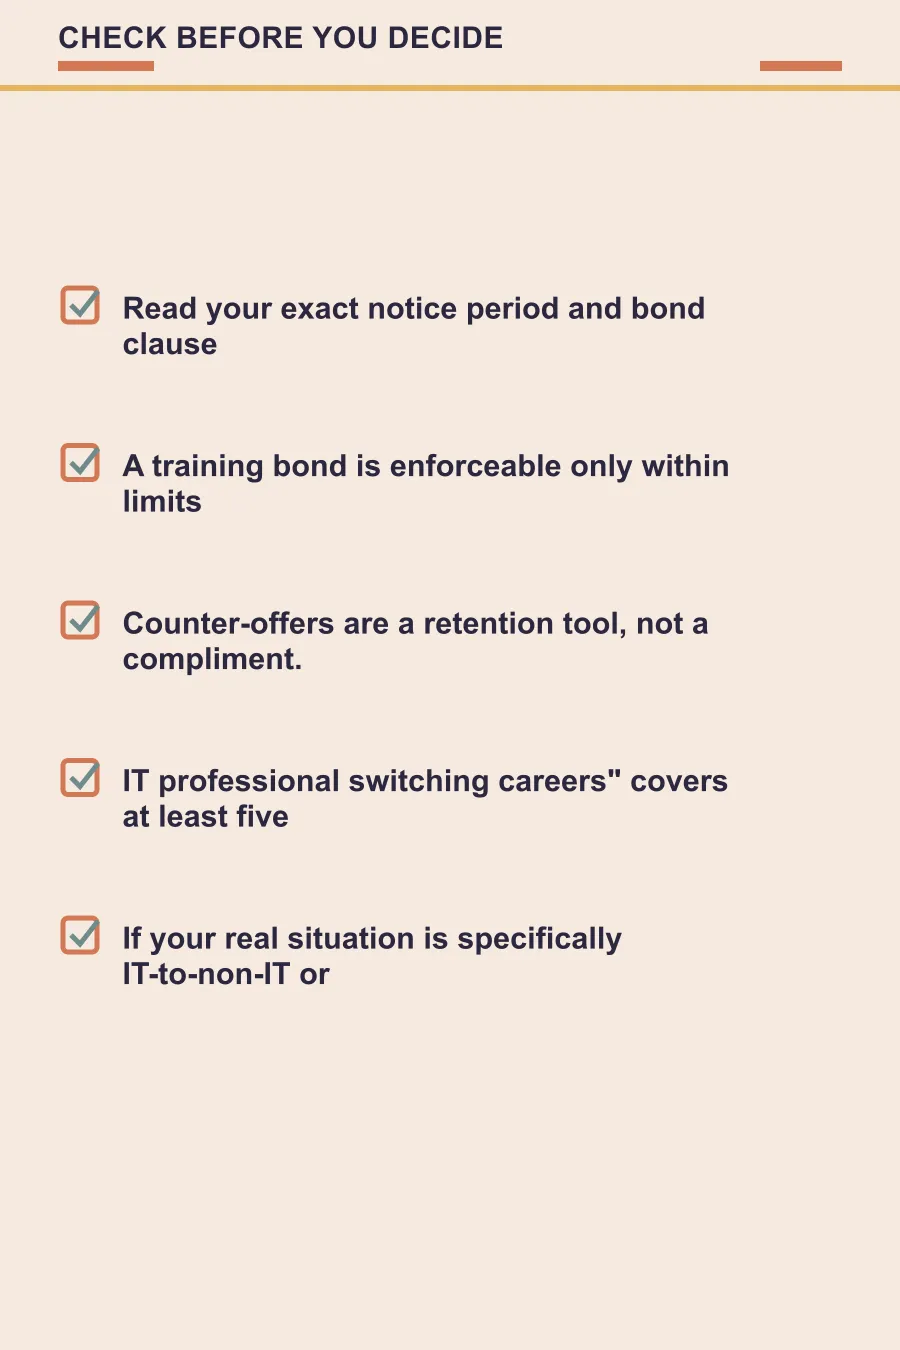 CHECK BEFORE YOU DECIDE
Read your exact notice period and bond
clause
A training bond is enforceable only within
limits
Counter-offers are a retention tool, not a
compliment.
IT professional switching careers" covers
at least five
If your real situation is specifically
IT-to-non-IT or